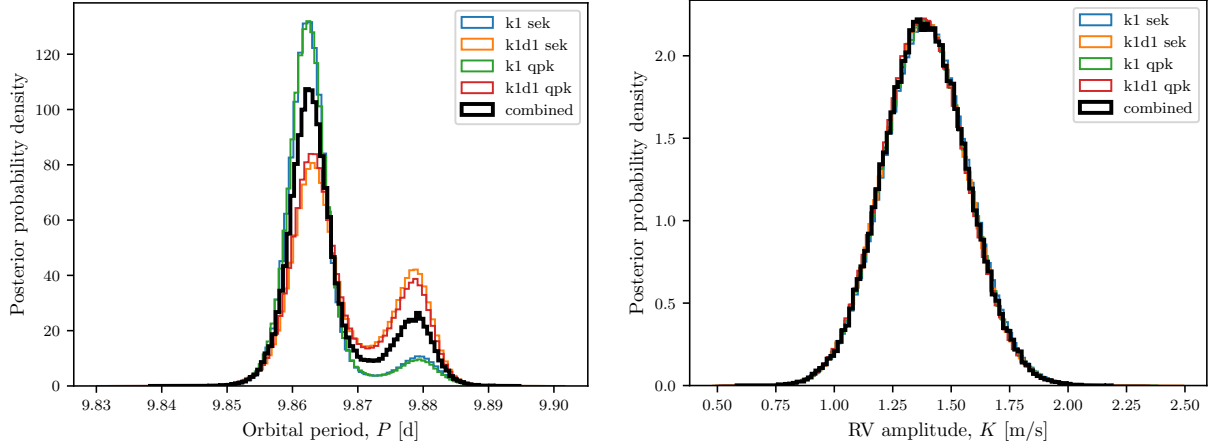 k1 sek
k1d1 sek
k1 qpk
k1d1 qpk
combined
Posterior probability density
120
100
80
60
40
20
0
9.83 9.84 9.85 9.86 9.87 9.88 9.89 9.90
Orbital period, P [d]
k1 sek
k1d1 sek
k1 qpk
k1d1 qpk
combined
Posterior probability density
2.0
1.5
1.0
0.5
0.0
0.50 0.75 1.00 1.25 1.50 1.75 2.00 2.25 2.50
RV amplitude, K [m/s]